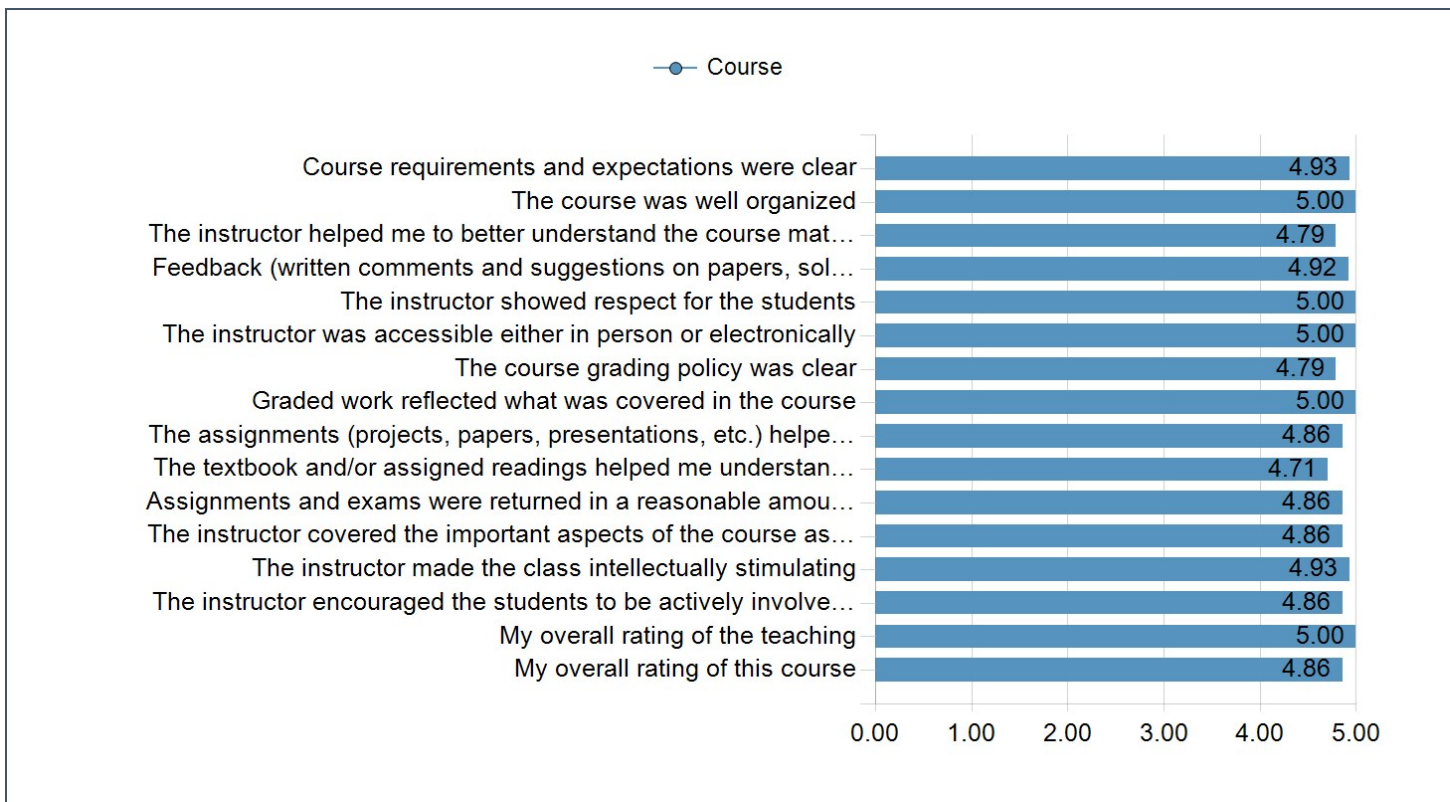 Course
Course requirements and expectations were clear 4.93
The course was well organized 5.00
The instructor helped me to better understand the course mat… 4.79
Feedback (written comments and suggestions on papers, sol… 4.92
The instructor showed respect for the students 5.00
The instructor was accessible either in person or electronically 5.00
The course grading policy was clear 4.79
Graded work reflected what was covered in the course 5.00
The assignments (projects, papers, presentations, etc.) helpe… 4.86
The textbook and/or assigned readings helped me understan… 4.71
Assignments and exams were returned in a reasonable amou… 4.86
The instructor covered the important aspects of the course as… 4.86
The instructor made the class intellectually stimulating 4.93
The instructor encouraged the students to be actively involve… 4.86
My overall rating of the teaching 5.00
My overall rating of this course 4.86
0.00 1.00 2.00 3.00 4.00 5.00